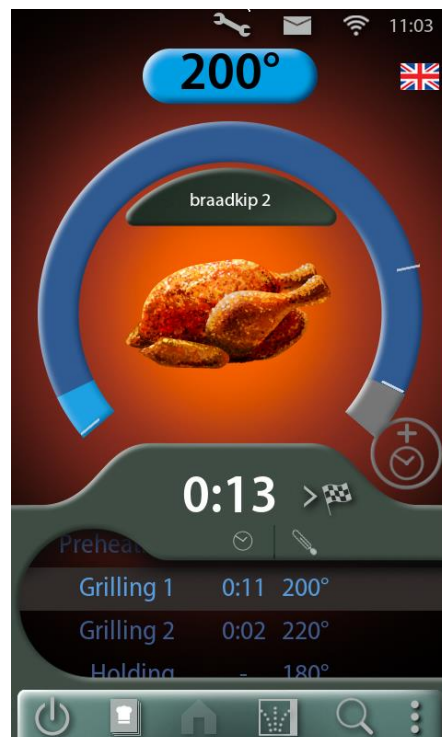 11:03
200°
braadkip 2
0:13 >
Grilling 1 0:11 200°
Grilling 2 0:02 220°
Holding - 180°